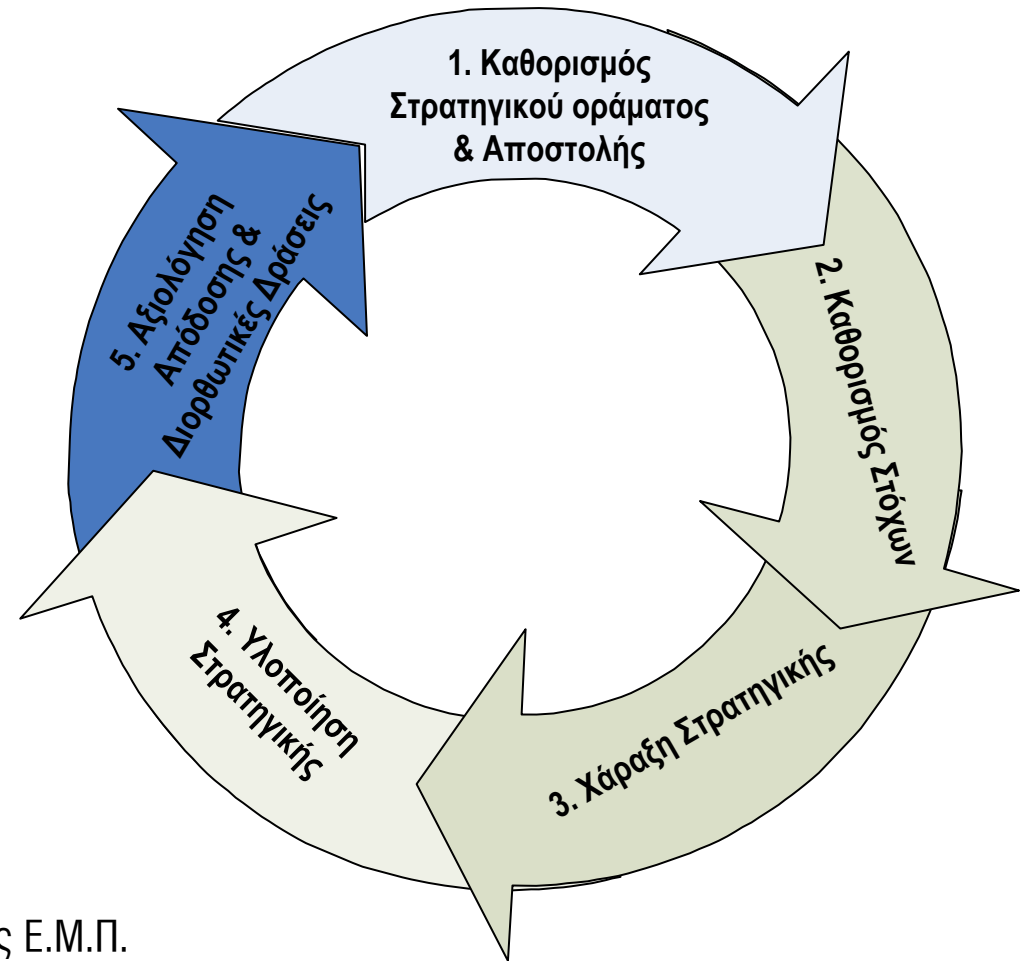 1. Καθορισμός
Στρατηγικού οράματος
& Αποστολής
2. Καθορισμός Στόχων
3. Χάραξη Στρατηγικής
4. Υλοποίηση
Στρατηγικής
5. Αξιολόγηση
Απόδοσης &
Διορθωτικές Δράσεις
ς Ε.Μ.Π.